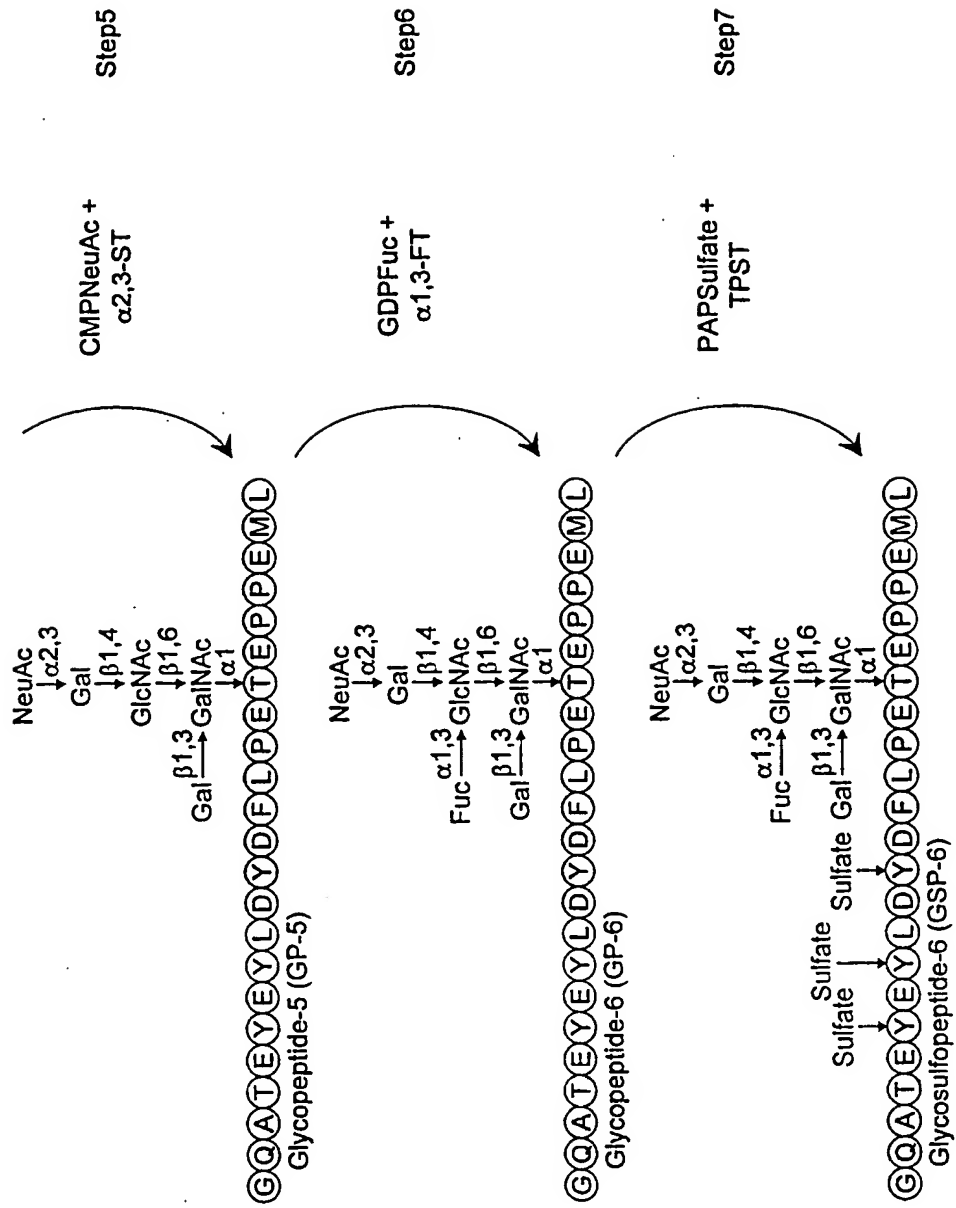 NeuAc
α2,3
Gal
β1,4
GlcNAc
β1,6
Gal β1,3 GalNAc
α1
GQATEYEYLDYDFLPETEPPEML
Glycopeptide-5 (GP-5)
CMPNeuAc +
α2,3-ST
Step5
NeuAc
α2,3
Gal
β1,4
Fuc α1,3 GlcNAc
β1,6
Gal β1,3 GalNAc
α1
GQATEYEYLDYDFLPETEPPEML
Glycopeptide-6 (GP-6)
GDPFuc +
α1,3-FT
Step6
NeuAc
α2,3
Gal
β1,4
Fuc α1,3 GlcNAc
β1,6
Gal β1,3 GalNAc
α1
Sulfate
Sulfate
Sulfate
GQATEYEYLDYDFLPETEPPEML
Glycosulfopeptide-6 (GSP-6)
PAPSulfate +
TPST
Step7